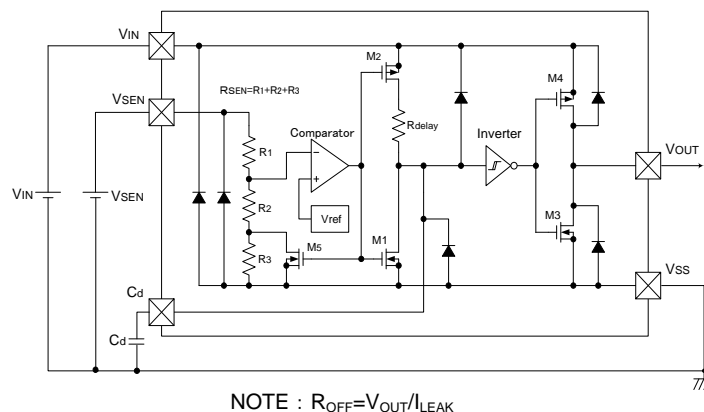 VIN
M2
M4
RSEN=R1+R2+R3
VSEN
Comparator
Rdelay
Inverter
R1
−
+
VOUT
VIN
VSEN
R2
Vref
M3
M5
M1
R3
VSS
Cd
Cd
NOTE : ROFF=VOUT/ILEAK